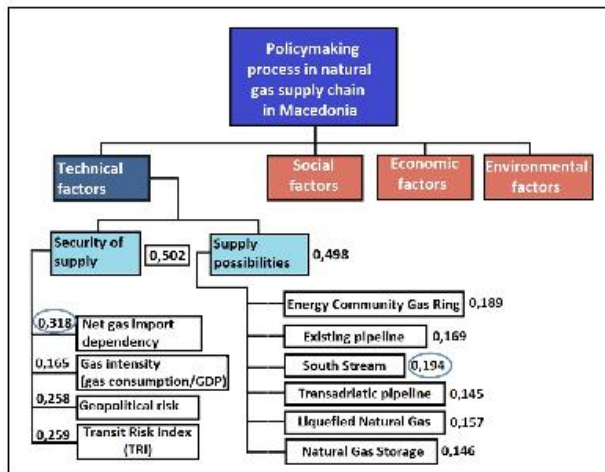 Policymaking
process in natural
gas supply chain
in Macedonia
Technical
factors
Social
factors
Economic
factors
Environmental
factors
Security of
supply
0,502
Supply
possibilities
0,498
0,318
Net gas import
dependency
0,165
Gas intensity
(gas consumption/GDP)
0,258
Geopolitical risk
0,259
Transit Risk Index
(TRI)
Energy Community Gas Ring
0,189
Existing pipeline
0,169
South Stream
0,194
Transadriatic pipeline
0,145
Liquefied Natural Gas
0,157
Natural Gas Storage
0,146